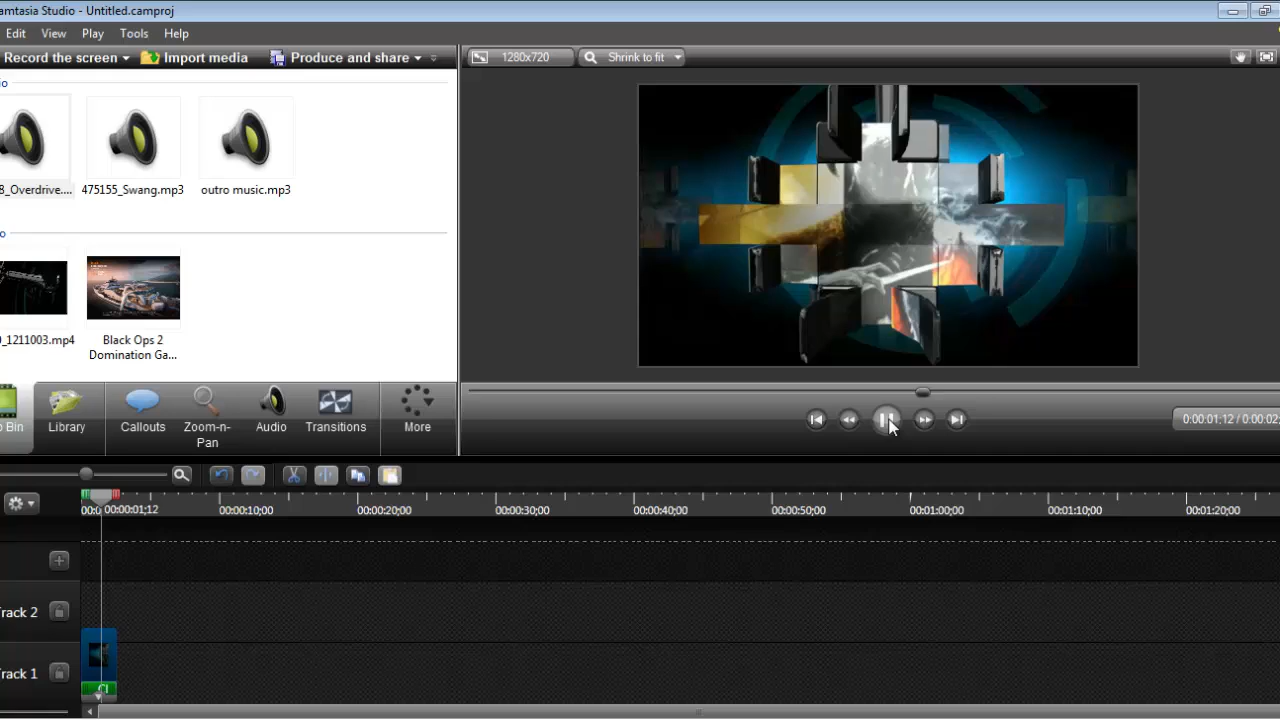 amtasia Studio - Untitled.camproj
Edit View Play Tools Help
Record the screen Import media Produce and share
1280x720 Shrink to fit
io
8_Overdrive.... 475155_Swang.mp3 outro music.mp3
o
0_1211003.mp4 Black Ops 2
Domination Ga...
Bin Library Callouts Zoom-n-
Pan Audio Transitions More
0:00:01;12 / 0:00:02;
00:0 00:00:01;12 00:00:10;00 00:00:20;00 00:00:30;00 00:00:40;00 00:00:50;00 00:01:00;00 00:01:10;00 00:01:20;00
rack 2
rack 1